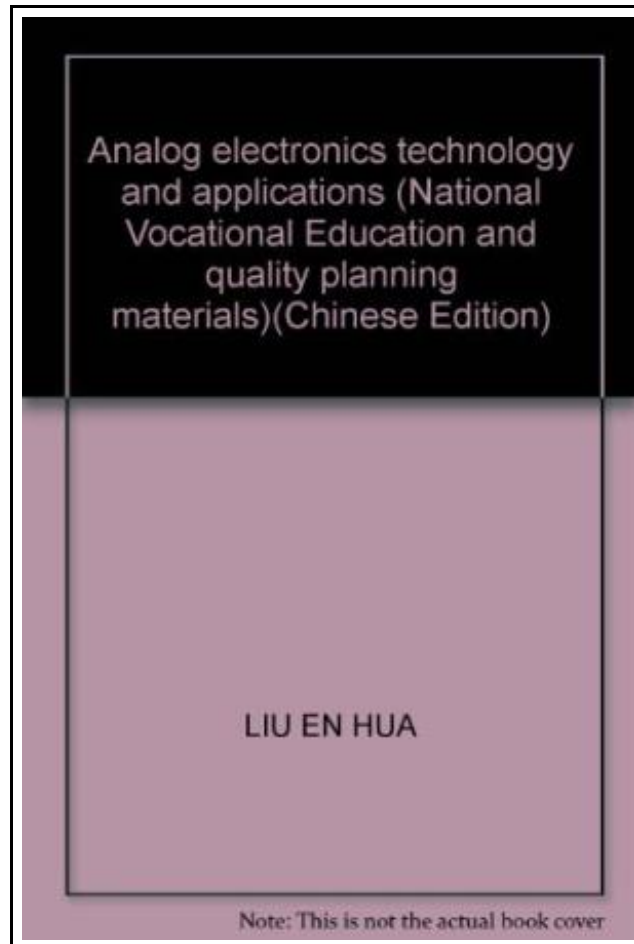 Analog electronics technology
and applications (National
Vocational Education and
quality planning
materials)(Chinese Edition)
LIU EN HUA
Note: This is not the actual book cover